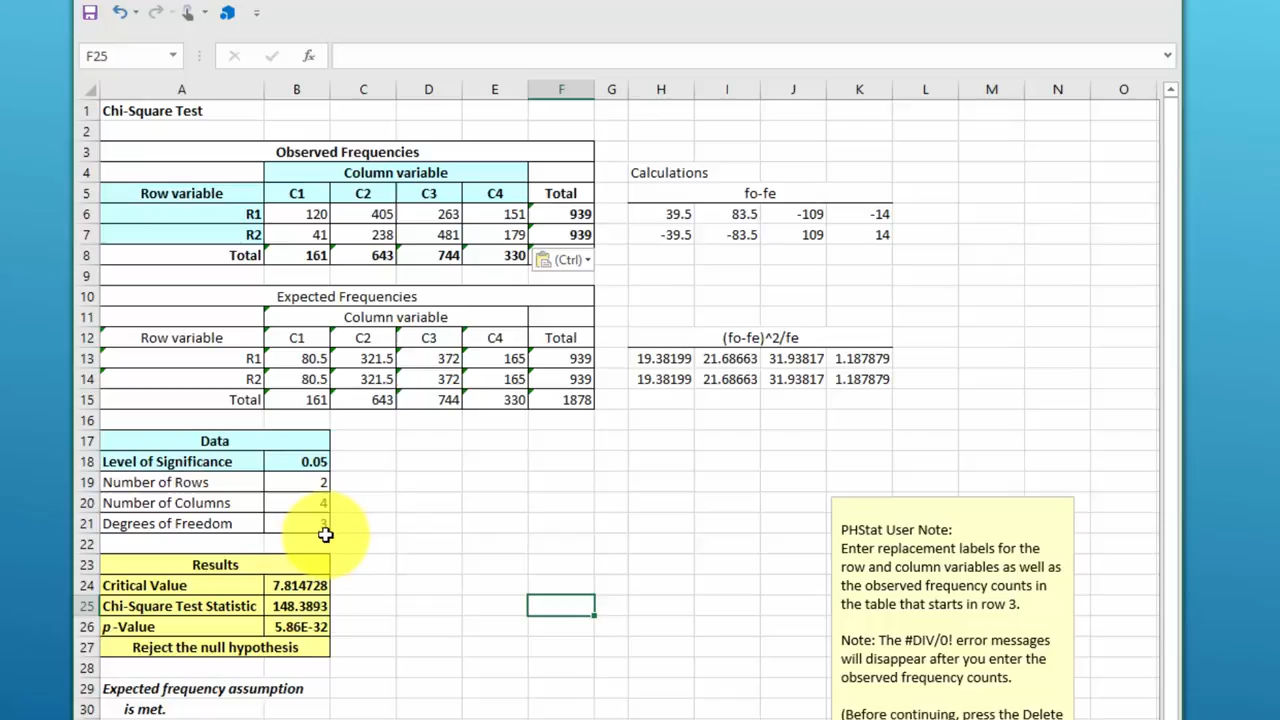 F25 fx
A B C D E F G H I J K L M N O
1 Chi-Square Test
2
3 Observed Frequencies
4 Column variable Calculations
5 Row variable C1 C2 C3 C4 Total fo-fe
6 R1 120 405 263 151 939 39.5 83.5 -109 -14
7 R2 41 238 481 179 939 -39.5 -83.5 109 14
8 Total 161 643 744 330 (Ctrl)
9
10 Expected Frequencies
11 Column variable
12 Row variable C1 C2 C3 C4 Total (fo-fe)^2/fe
13 R1 80.5 321.5 372 165 939 19.38199 21.68663 31.93817 1.187879
14 R2 80.5 321.5 372 165 939 19.38199 21.68663 31.93817 1.187879
15 Total 161 643 744 330 1878
16
17 Data
18 Level of Significance 0.05
19 Number of Rows 2
20 Number of Columns 4
21 Degrees of Freedom 3
22
23 Results
24 Critical Value 7.814728
25 Chi-Square Test Statistic 148.3893
26 p-Value 5.86E-32
27 Reject the null hypothesis
28
29 Expected frequency assumption
30 is met.
PHStat User Note:
Enter replacement labels for the
row and column variables as well as
the observed frequency counts in
the table that starts in row 3.
Note: The #DIV/0! error messages
will disappear after you enter the
observed frequency counts.
(Before continuing, press the Delete